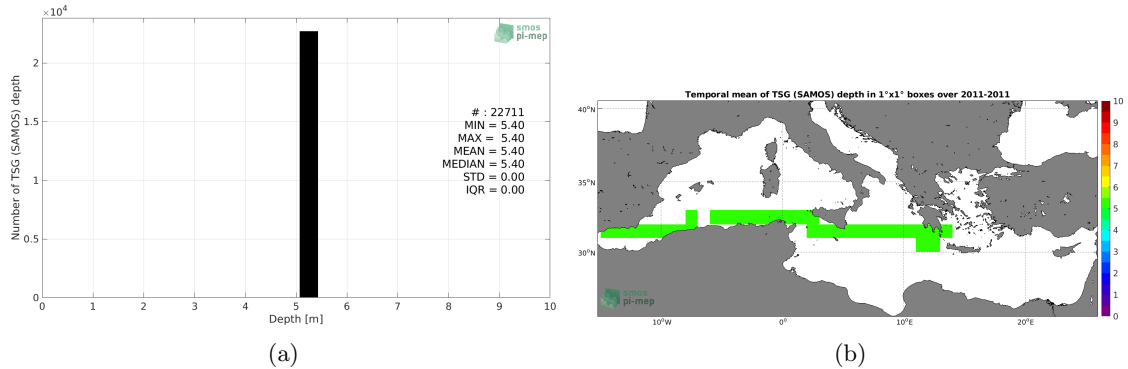 ×10⁴
smos
pi-mep
Number of TSG (SAMOS) depth
2
1.5
1
0.5
0
# : 22711
MIN = 5.40
MAX = 5.40
MEAN = 5.40
MEDIAN = 5.40
STD = 0.00
IQR = 0.00
0 1 2 3 4 5 6 7 8 9 10
Depth [m]
(a)
Temporal mean of TSG (SAMOS) depth in 1°x1° boxes over 2011-2011
40°N
35°N
30°N
10°W 0° 10°E 20°E
smos
pi-mep
10
9
8
7
6
5
4
3
2
1
0
(b)